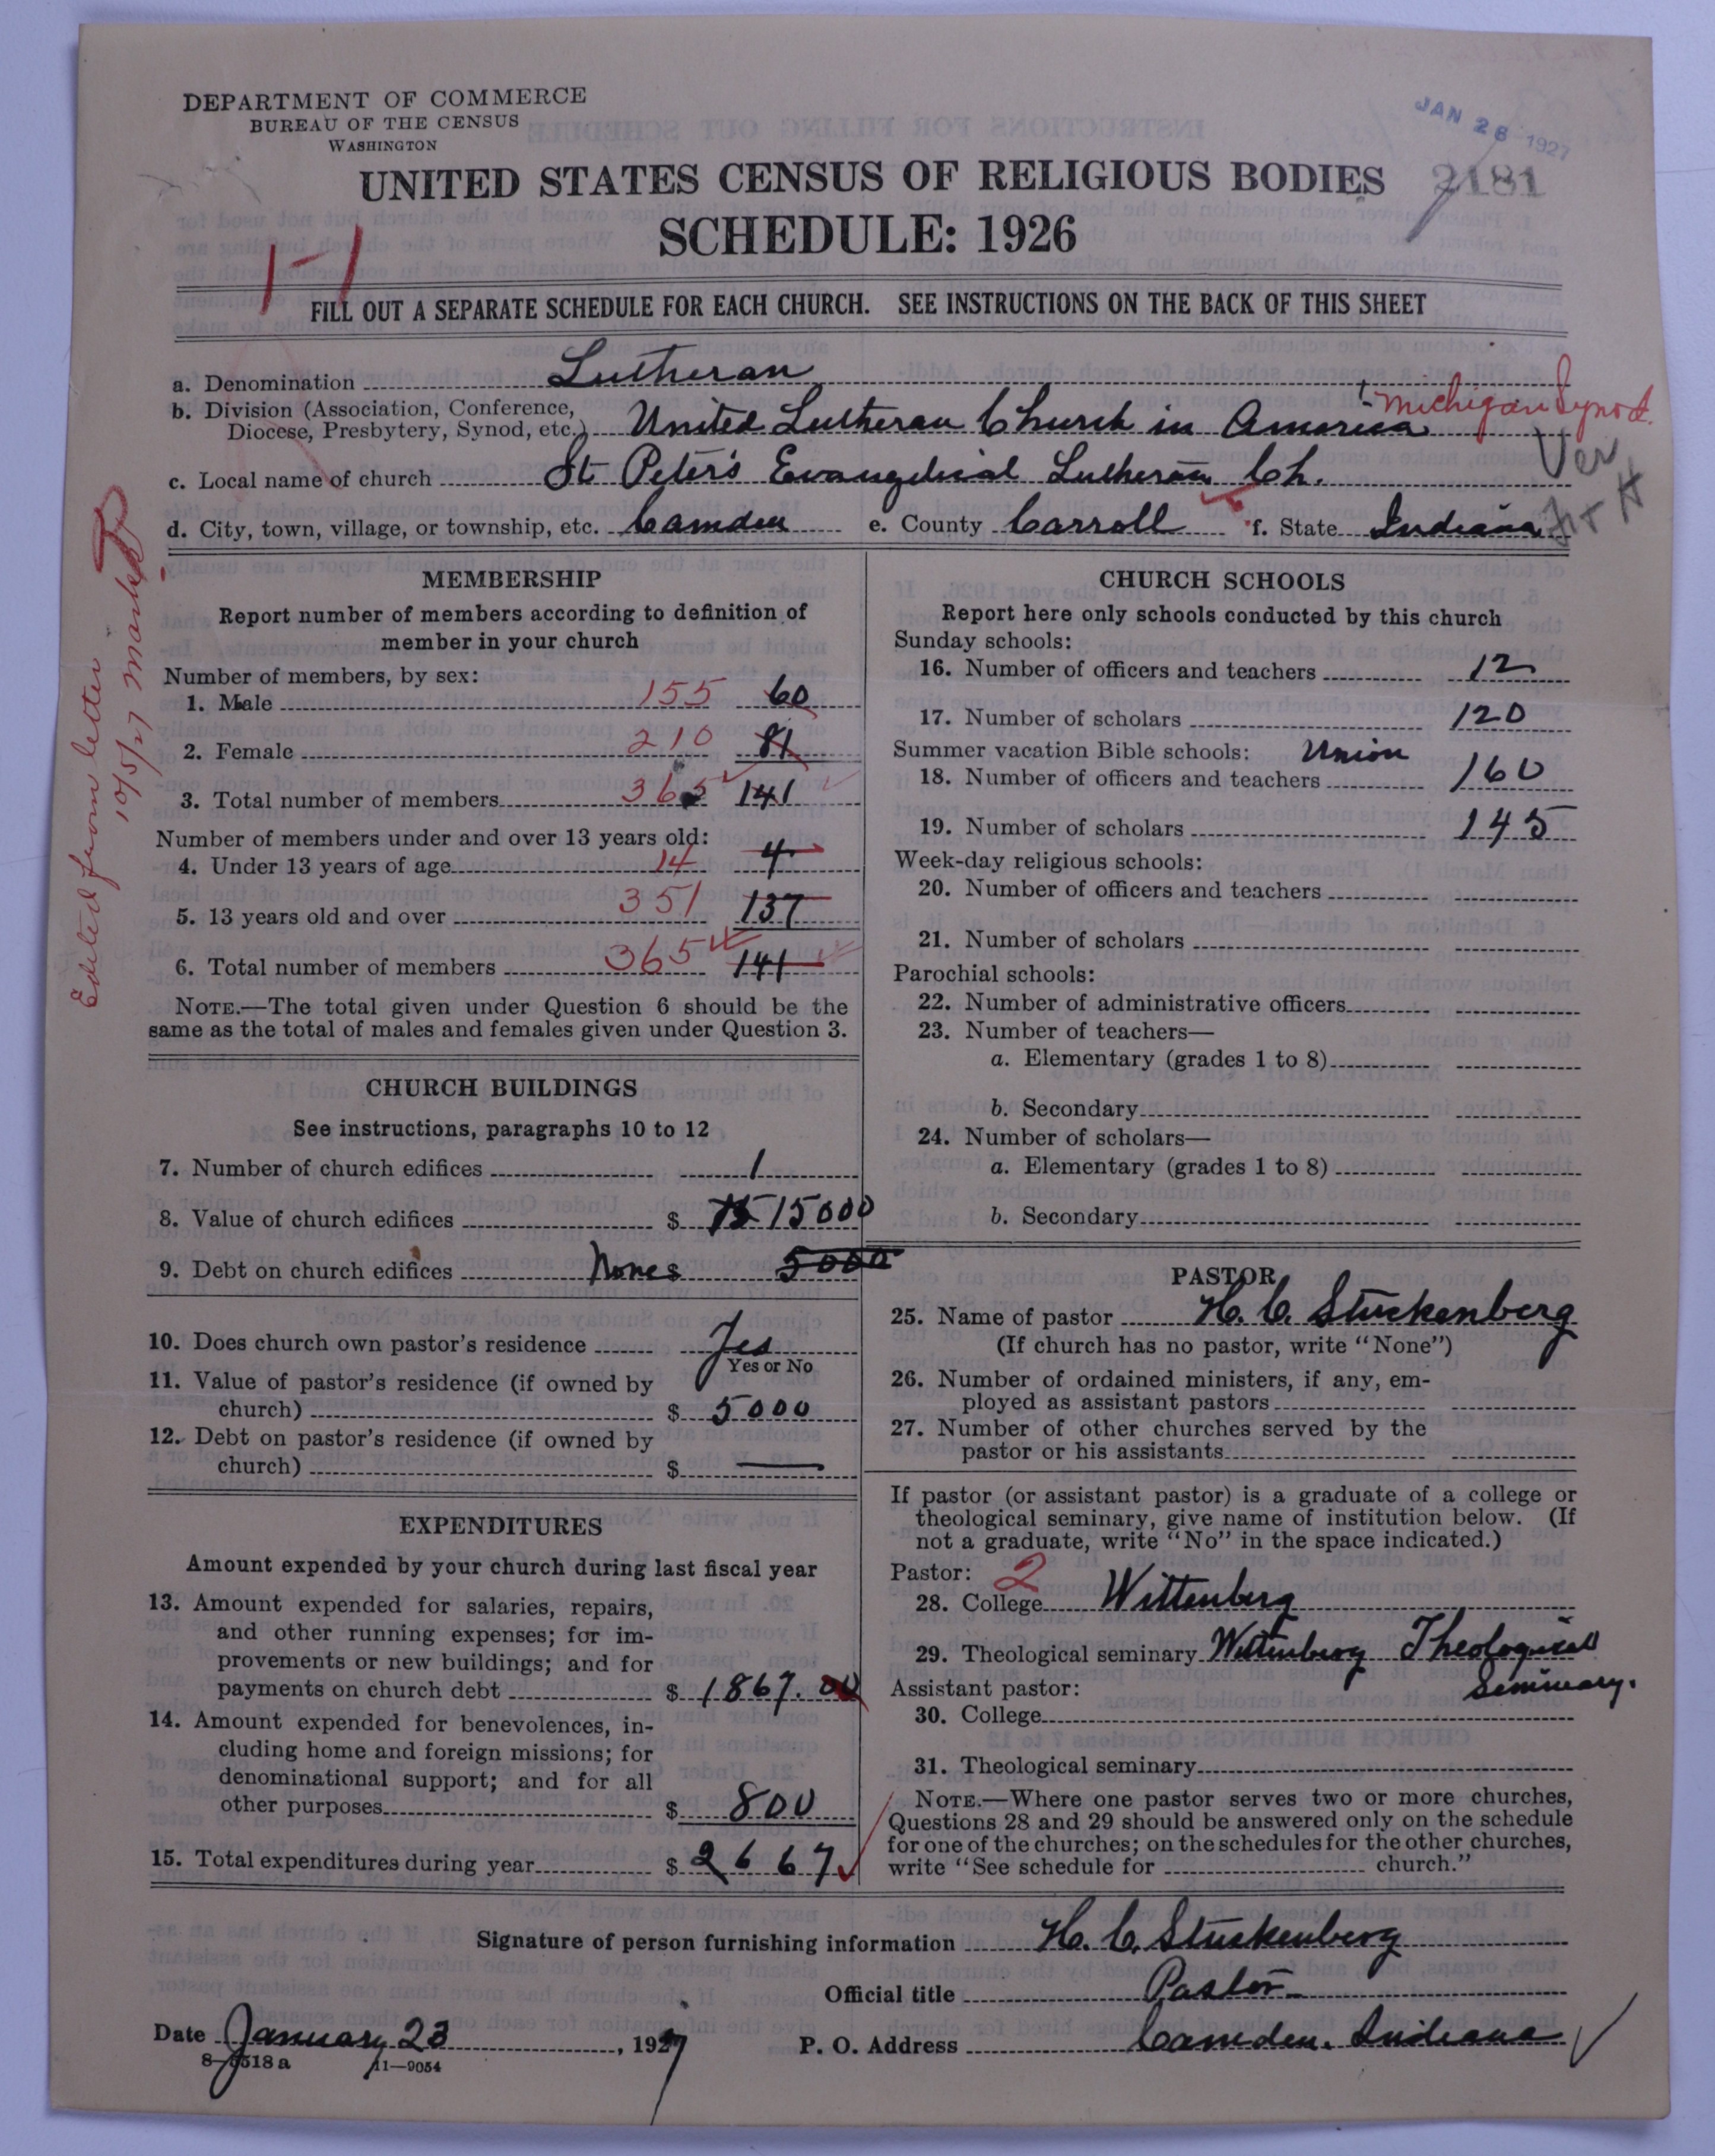 DEPARTMENT OF COMMERCE
BUREAU OF THE CENSUS
WASHINGTON
JAN 28 1927
UNITED STATES CENSUS OF RELIGIOUS BODIES
2181
SCHEDULE: 1926
1-1
FILL OUT A SEPARATE SCHEDULE FOR EACH CHURCH. SEE INSTRUCTIONS ON THE BACK OF THIS SHEET
a. Denomination Lutheran
b. Division (Association, Conference, Diocese, Presbytery, Synod, etc.) United Lutheran Church in America - Michigan Synod.
Ver
c. Local name of church St Peter's Evangelical Lutheran Ch.
d. City, town, village, or township, etc. Camden e. County Carroll f. State Indiana
Edited from letter
10/5/27 marked
MEMBERSHIP
Report number of members according to definition of
member in your church
Number of members, by sex:
1. Male 155 60
2. Female 210 81
3. Total number of members 365 141
Number of members under and over 13 years old:
4. Under 13 years of age 14 4
5. 13 years old and over 351 137
6. Total number of members 365 141
NOTE.—The total given under Question 6 should be the
same as the total of males and females given under Question 3.
CHURCH BUILDINGS
See instructions, paragraphs 10 to 12
7. Number of church edifices 1
8. Value of church edifices $ 15 15000
9. Debt on church edifices None 5000
10. Does church own pastor's residence Yes
Yes or No
11. Value of pastor's residence (if owned by
church) $ 5000
12. Debt on pastor's residence (if owned by
church) $ —
EXPENDITURES
Amount expended by your church during last fiscal year
13. Amount expended for salaries, repairs,
and other running expenses; for im-
provements or new buildings; and for
payments on church debt $ 1867.00
14. Amount expended for benevolences, in-
cluding home and foreign missions; for
denominational support; and for all
other purposes $ 800
15. Total expenditures during year $ 2667
CHURCH SCHOOLS
Report here only schools conducted by this church
Sunday schools:
16. Number of officers and teachers 12
17. Number of scholars 120
Summer vacation Bible schools: Union
18. Number of officers and teachers 160
19. Number of scholars 145
Week-day religious schools:
20. Number of officers and teachers
21. Number of scholars
Parochial schools:
22. Number of administrative officers
23. Number of teachers—
a. Elementary (grades 1 to 8)
b. Secondary
24. Number of scholars—
a. Elementary (grades 1 to 8)
b. Secondary
PASTOR
25. Name of pastor H. C. Stuckenberg
(If church has no pastor, write "None")
26. Number of ordained ministers, if any, em-
ployed as assistant pastors
27. Number of other churches served by the
pastor or his assistants
If pastor (or assistant pastor) is a graduate of a college or
theological seminary, give name of institution below. (If
not a graduate, write "No" in the space indicated.)
Pastor: 2
28. College Wittenberg
29. Theological seminary Wittenberg Theological
Seminary.
Assistant pastor:
30. College
31. Theological seminary
NOTE.—Where one pastor serves two or more churches,
Questions 28 and 29 should be answered only on the schedule
for one of the churches; on the schedules for the other churches,
write "See schedule for church."
Signature of person furnishing information H. C. Stuckenberg
Official title Pastor
Date January 23, 1927 P. O. Address Camden, Indiana
8-8518a 11-9054